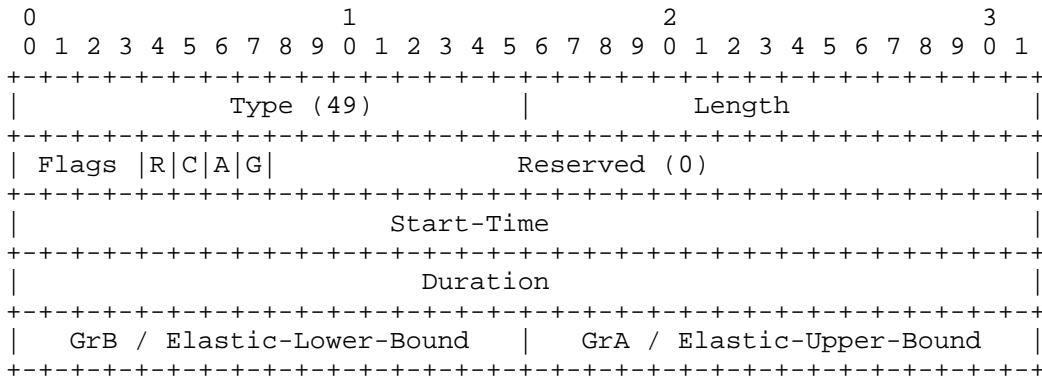 0                   1                   2                   3
 0 1 2 3 4 5 6 7 8 9 0 1 2 3 4 5 6 7 8 9 0 1 2 3 4 5 6 7 8 9 0 1
+-+-+-+-+-+-+-+-+-+-+-+-+-+-+-+-+-+-+-+-+-+-+-+-+-+-+-+-+-+-+-+-+
|             Type (49)         |          Length               |
+-+-+-+-+-+-+-+-+-+-+-+-+-+-+-+-+-+-+-+-+-+-+-+-+-+-+-+-+-+-+-+-+
| Flags |R|C|A|G|               Reserved (0)                    |
+-+-+-+-+-+-+-+-+-+-+-+-+-+-+-+-+-+-+-+-+-+-+-+-+-+-+-+-+-+-+-+-+
|                       Start-Time                              |
+-+-+-+-+-+-+-+-+-+-+-+-+-+-+-+-+-+-+-+-+-+-+-+-+-+-+-+-+-+-+-+-+
|                         Duration                              |
+-+-+-+-+-+-+-+-+-+-+-+-+-+-+-+-+-+-+-+-+-+-+-+-+-+-+-+-+-+-+-+-+
|   GrB / Elastic-Lower-Bound   |   GrA / Elastic-Upper-Bound   |
+-+-+-+-+-+-+-+-+-+-+-+-+-+-+-+-+-+-+-+-+-+-+-+-+-+-+-+-+-+-+-+-+